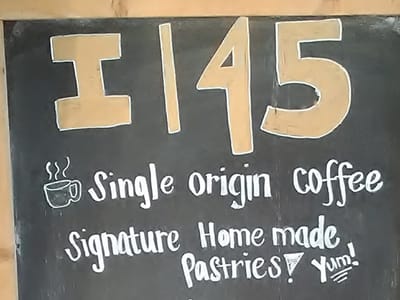 I 145
Single origin coffee
Signature Home made
Pastries! Yum!